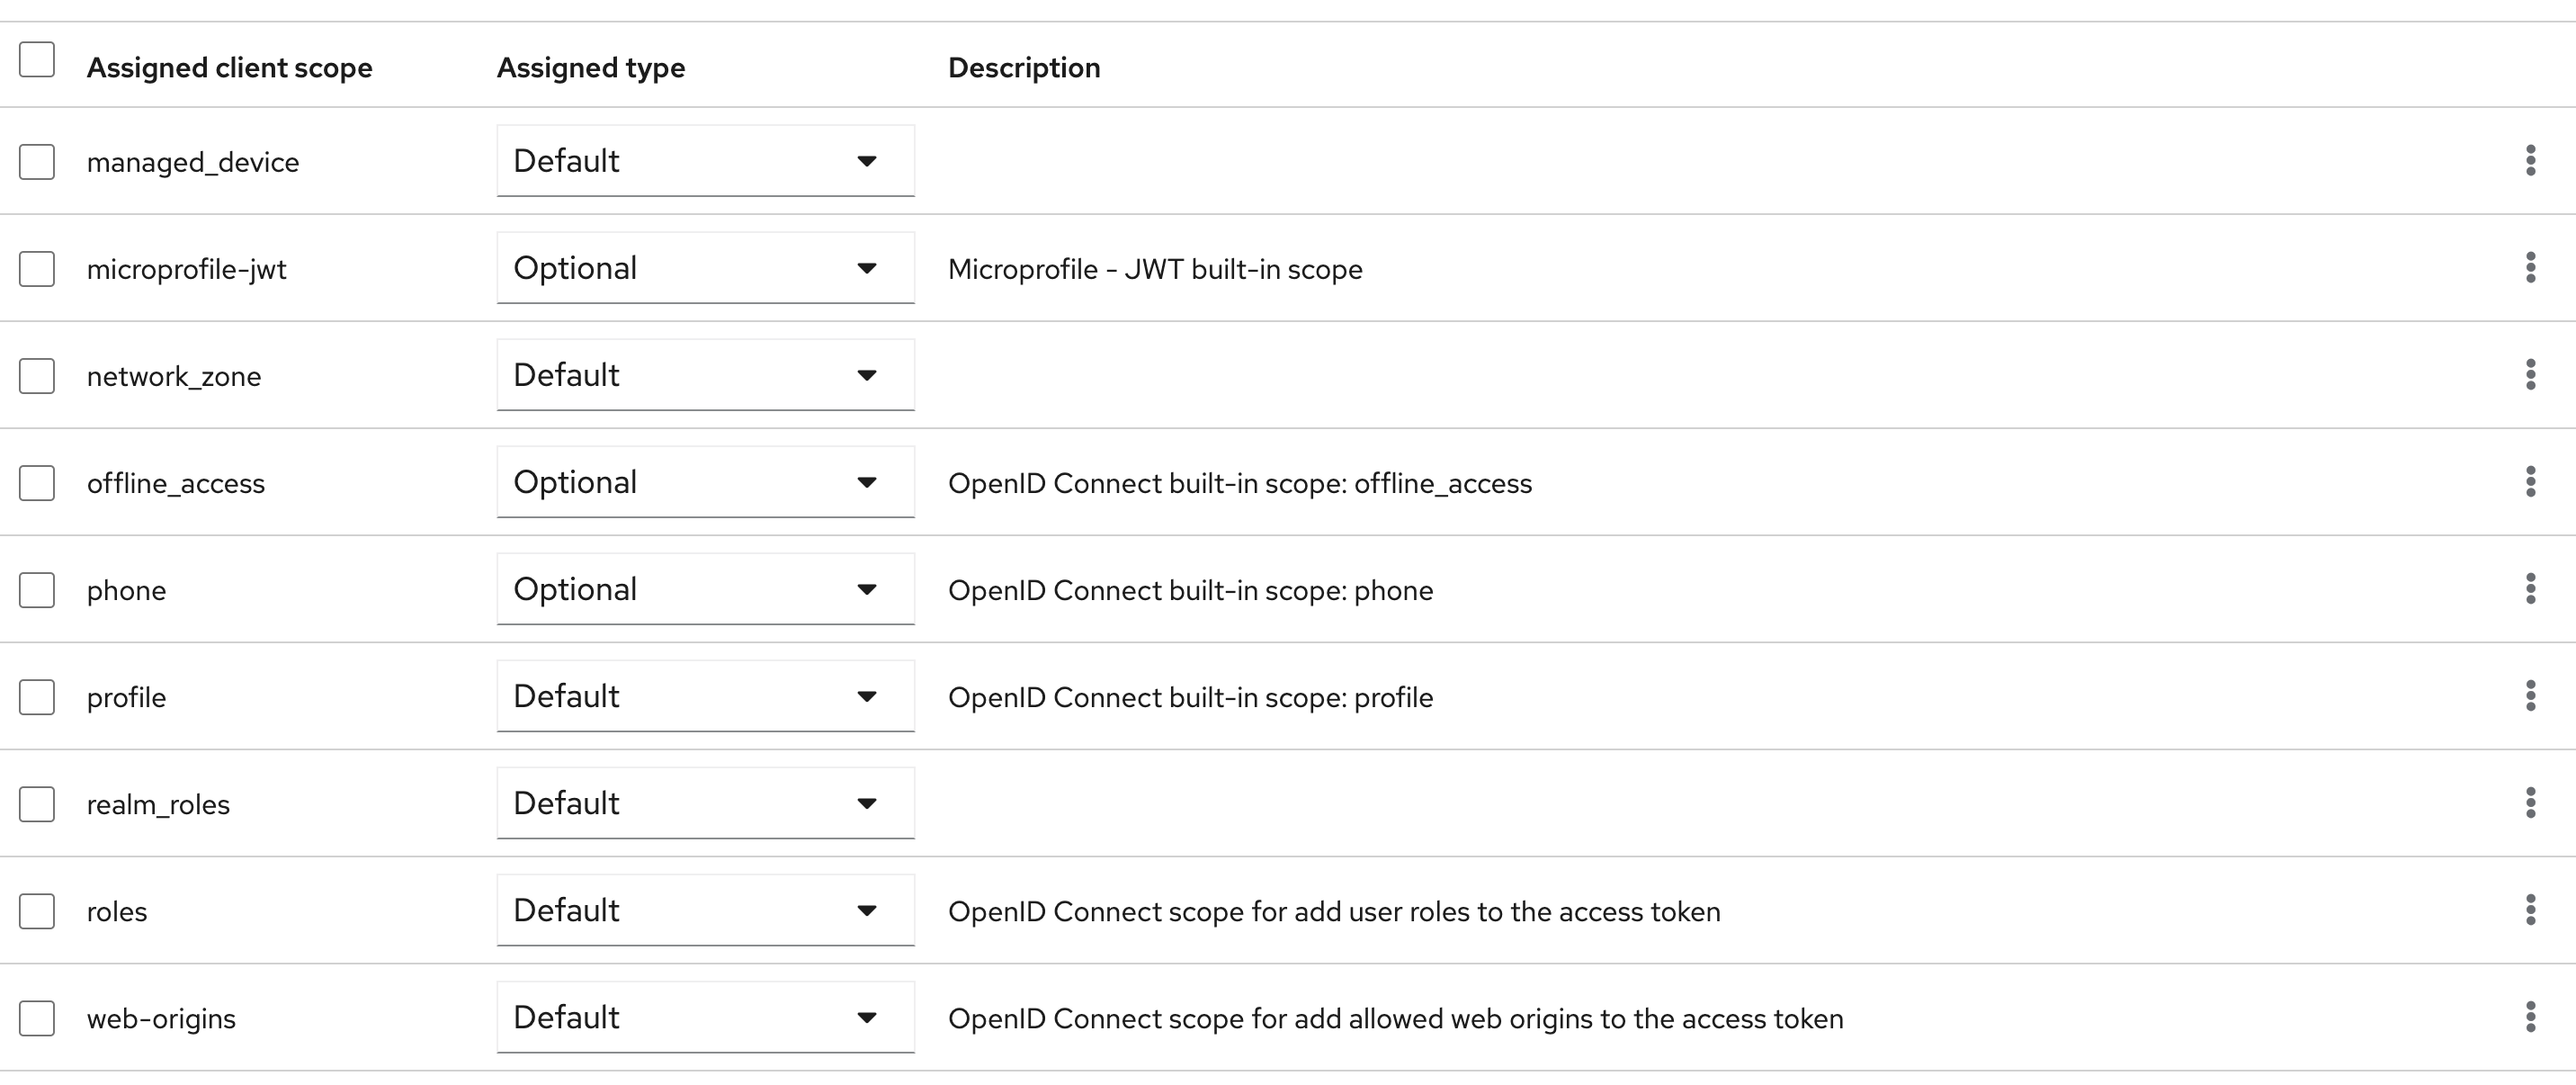 Assigned client scope Assigned type Description
managed_device Default
microprofile-jwt Optional Microprofile - JWT built-in scope
network_zone Default
offline_access Optional OpenID Connect built-in scope: offline_access
phone Optional OpenID Connect built-in scope: phone
profile Default OpenID Connect built-in scope: profile
realm_roles Default
roles Default OpenID Connect scope for add user roles to the access token
web-origins Default OpenID Connect scope for add allowed web origins to the access token